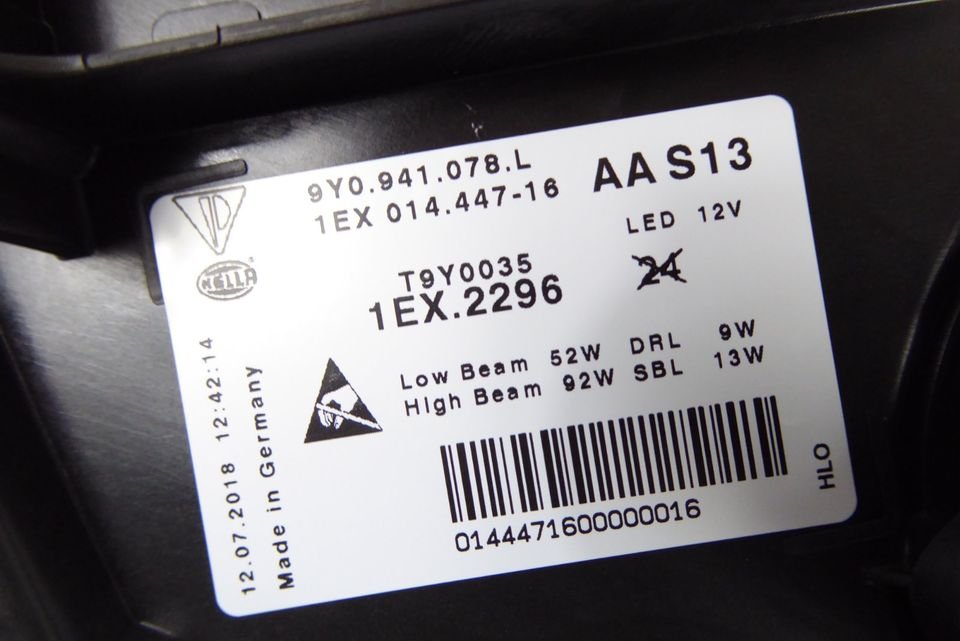 9Y0.941.078.L
1EX 014.447-16
AA S13
LED 12V
HELLA
T9Y0035
1EX.2296
24
Low Beam 52W DRL 9W
High Beam 92W SBL 13W
0144471600000016
HLO
12.07.2018 12:42:14
Made in Germany